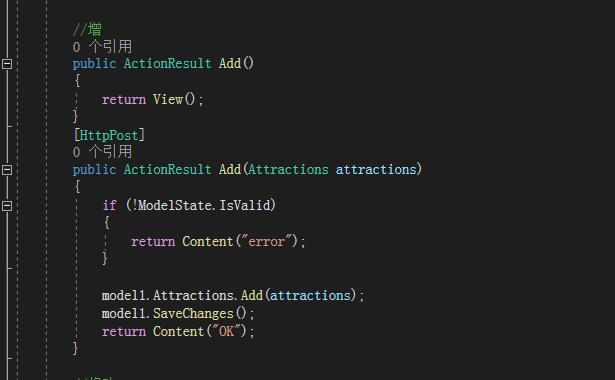 //增
0 个引用
public ActionResult Add()
{
return View();
}
[HttpPost]
0 个引用
public ActionResult Add(Attractions attractions)
{
if (!ModelState.IsValid)
{
return Content("error");
}
model1.Attractions.Add(attractions);
model1.SaveChanges();
return Content("OK");
}